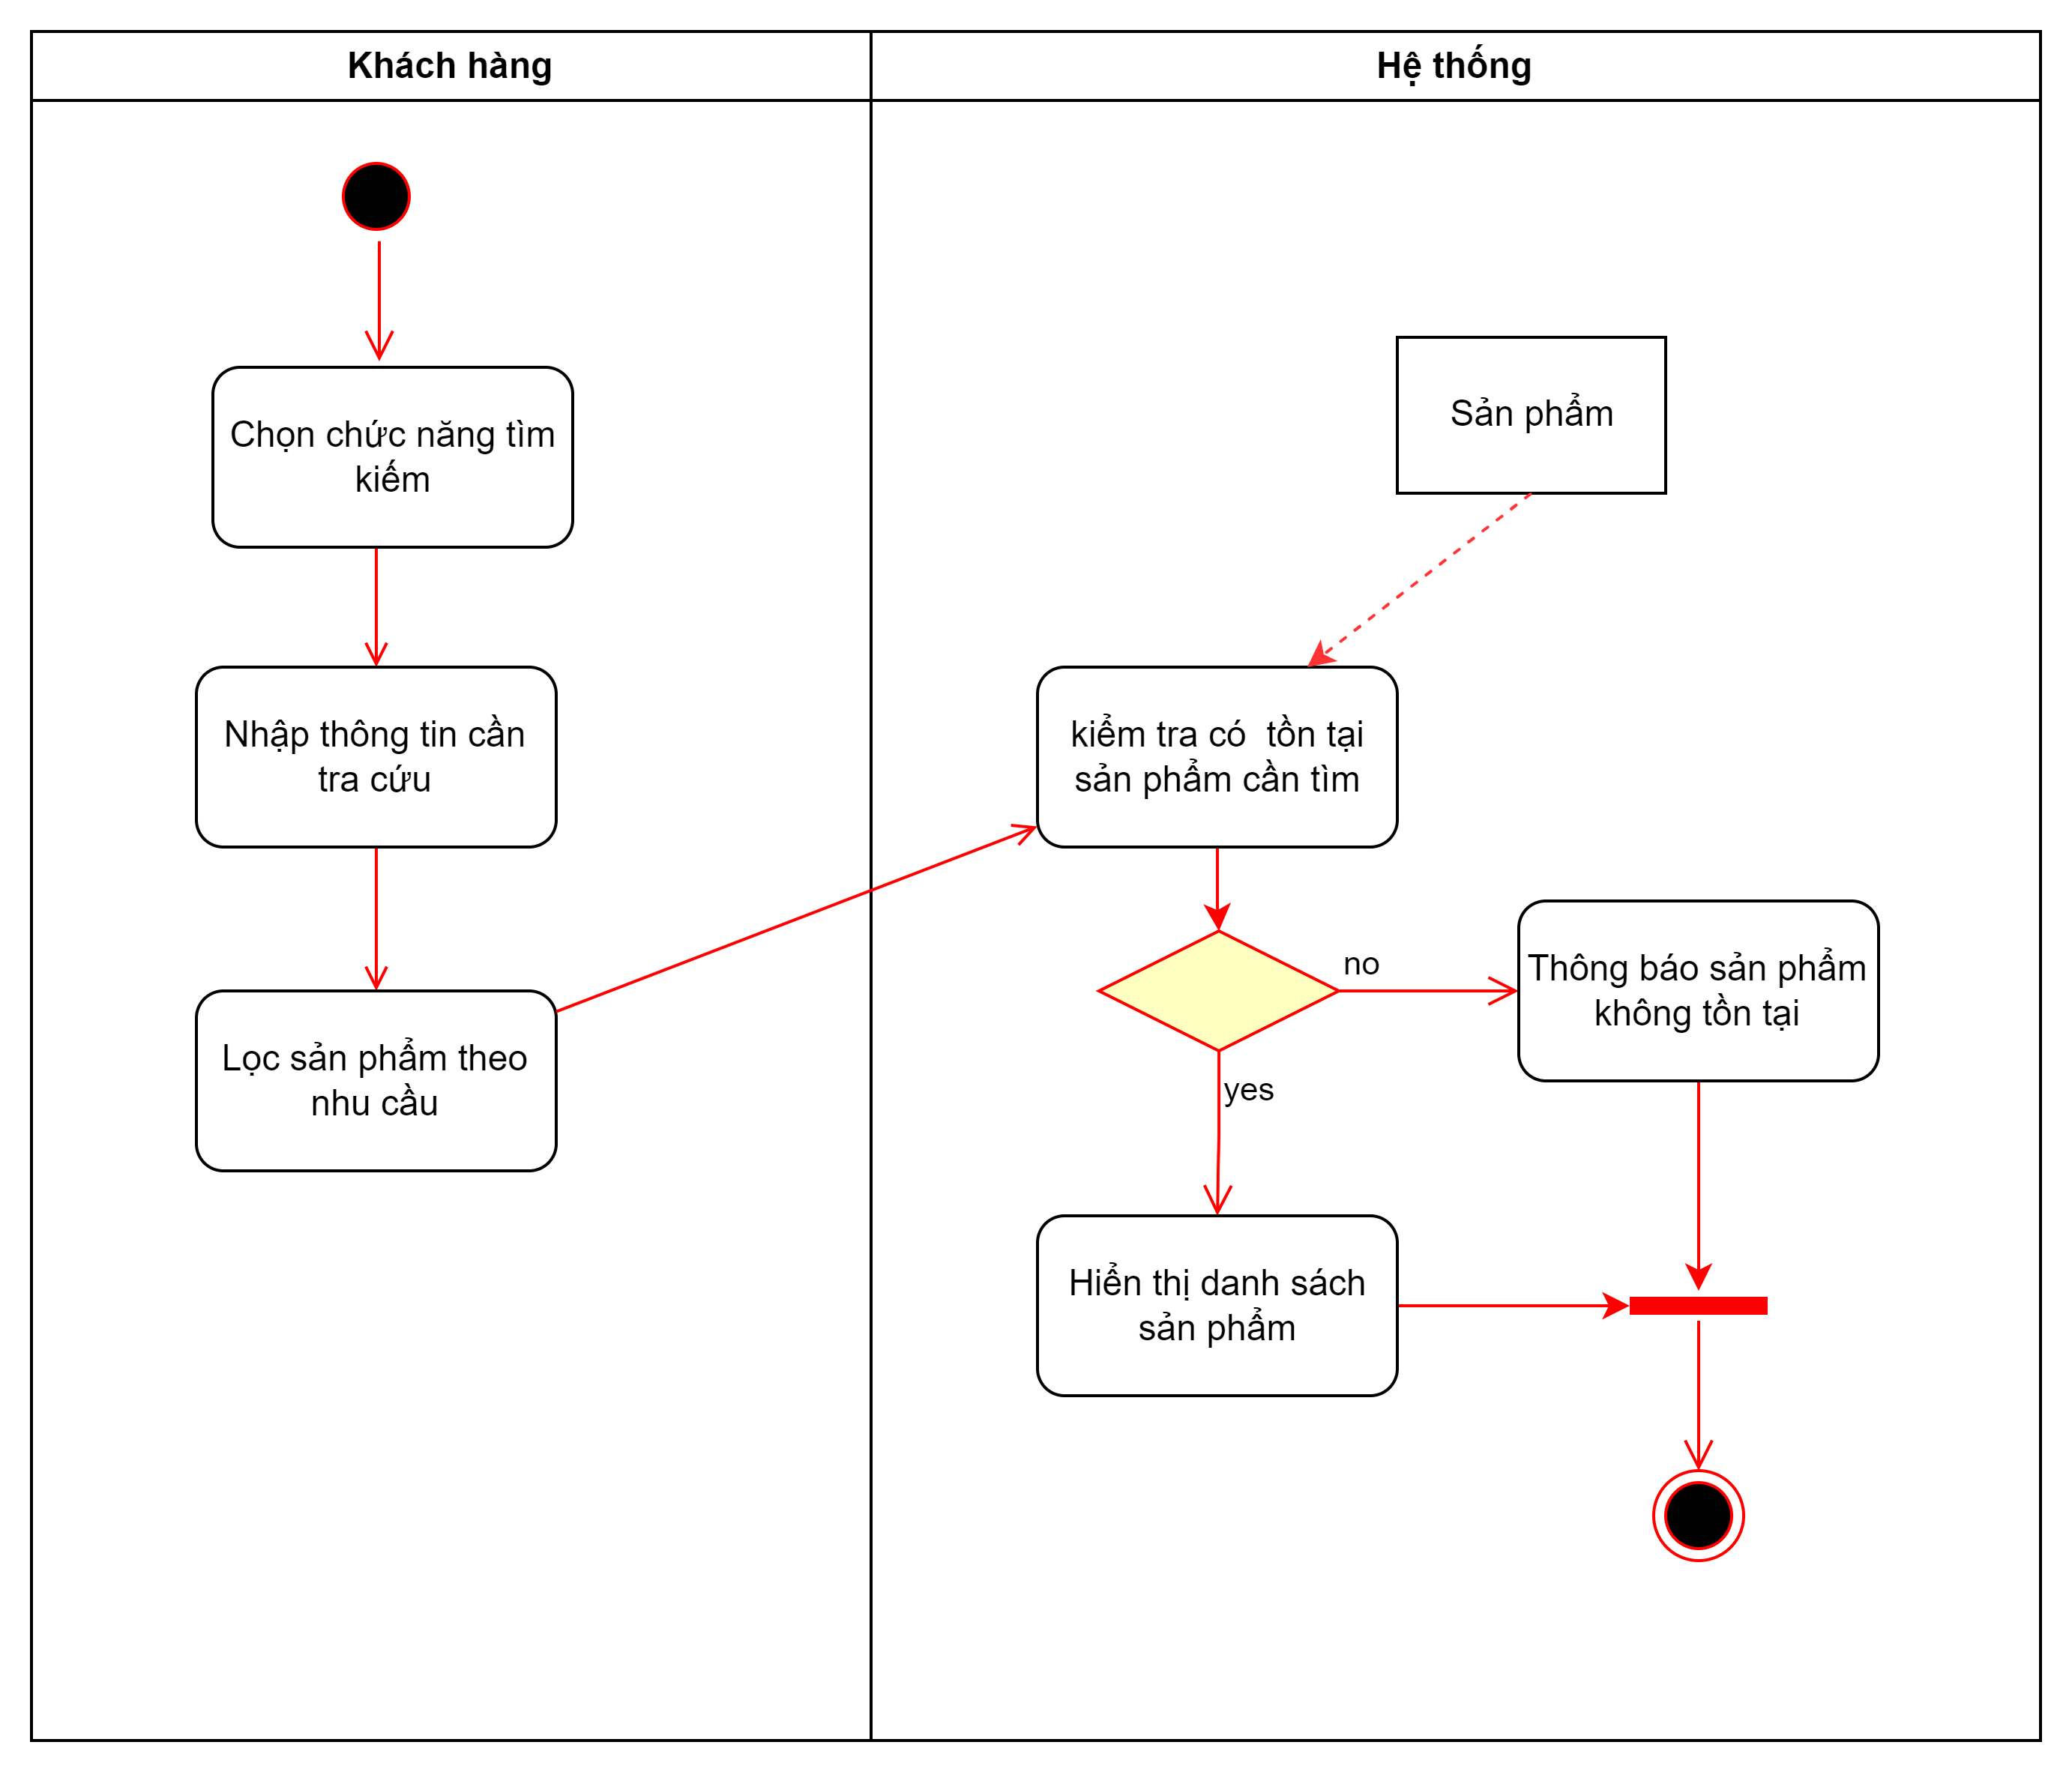 Khách hàng
Hệ thống
Chọn chức năng tìm
kiếm
Nhập thông tin cần
tra cứu
Lọc sản phẩm theo
nhu cầu
Sản phẩm
kiểm tra có  tồn tại
sản phẩm cần tìm
no
Thông báo sản phẩm
không tồn tại
yes
Hiển thị danh sách
sản phẩm